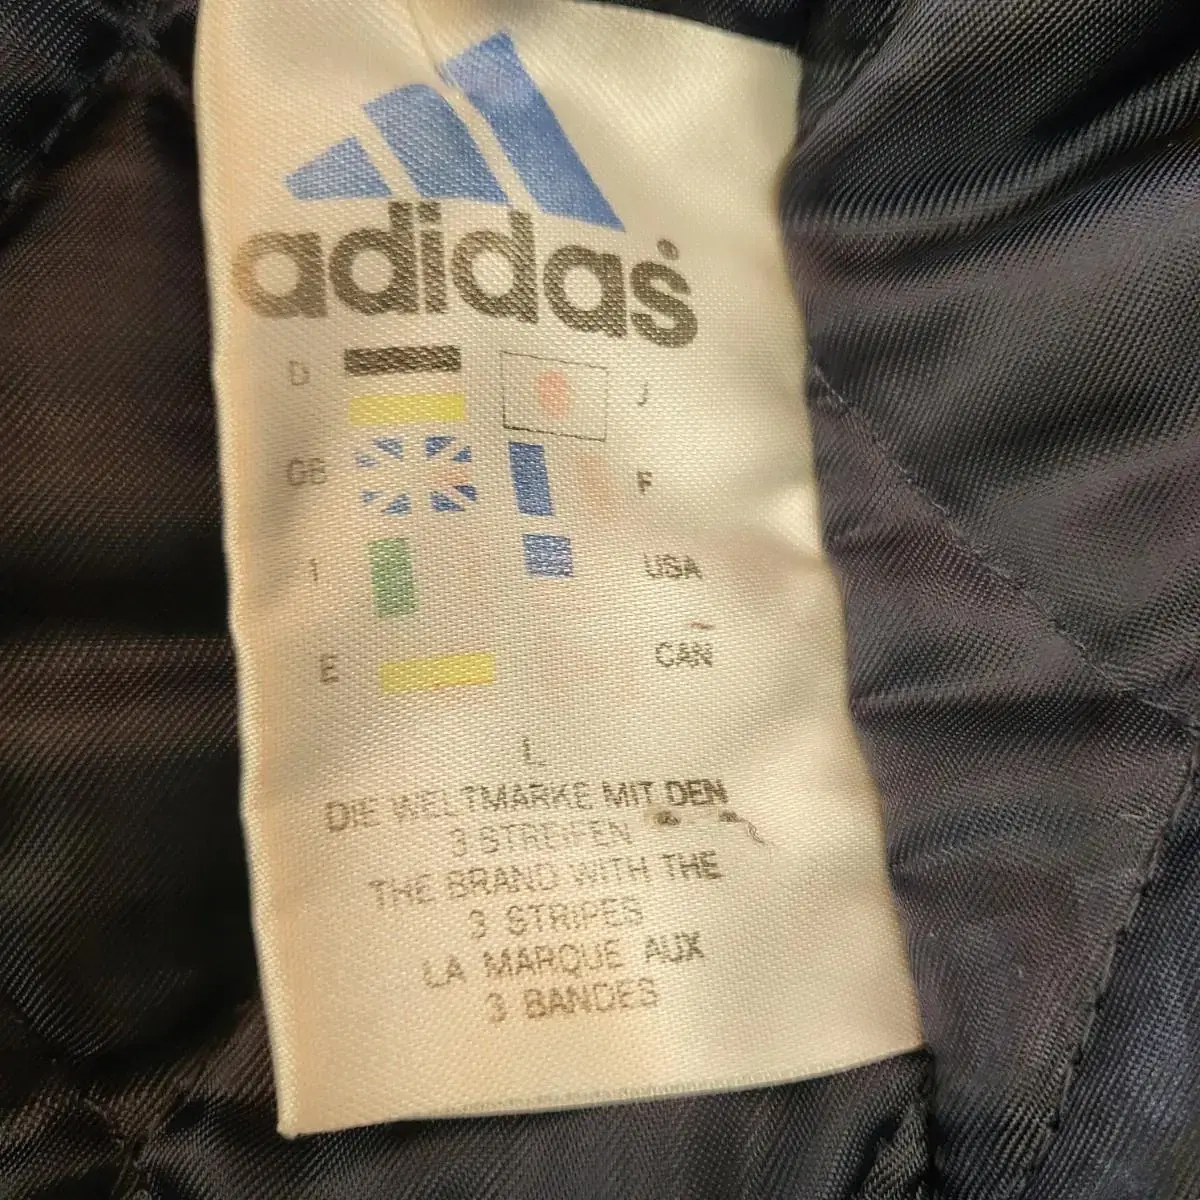 adidas
D
J
GB
F
I
USA
E
CAN
L
DIE WELTMARKE MIT DEN
3 STREIFEN
THE BRAND WITH THE
3 STRIPES
LA MARQUE AUX
3 BANDES